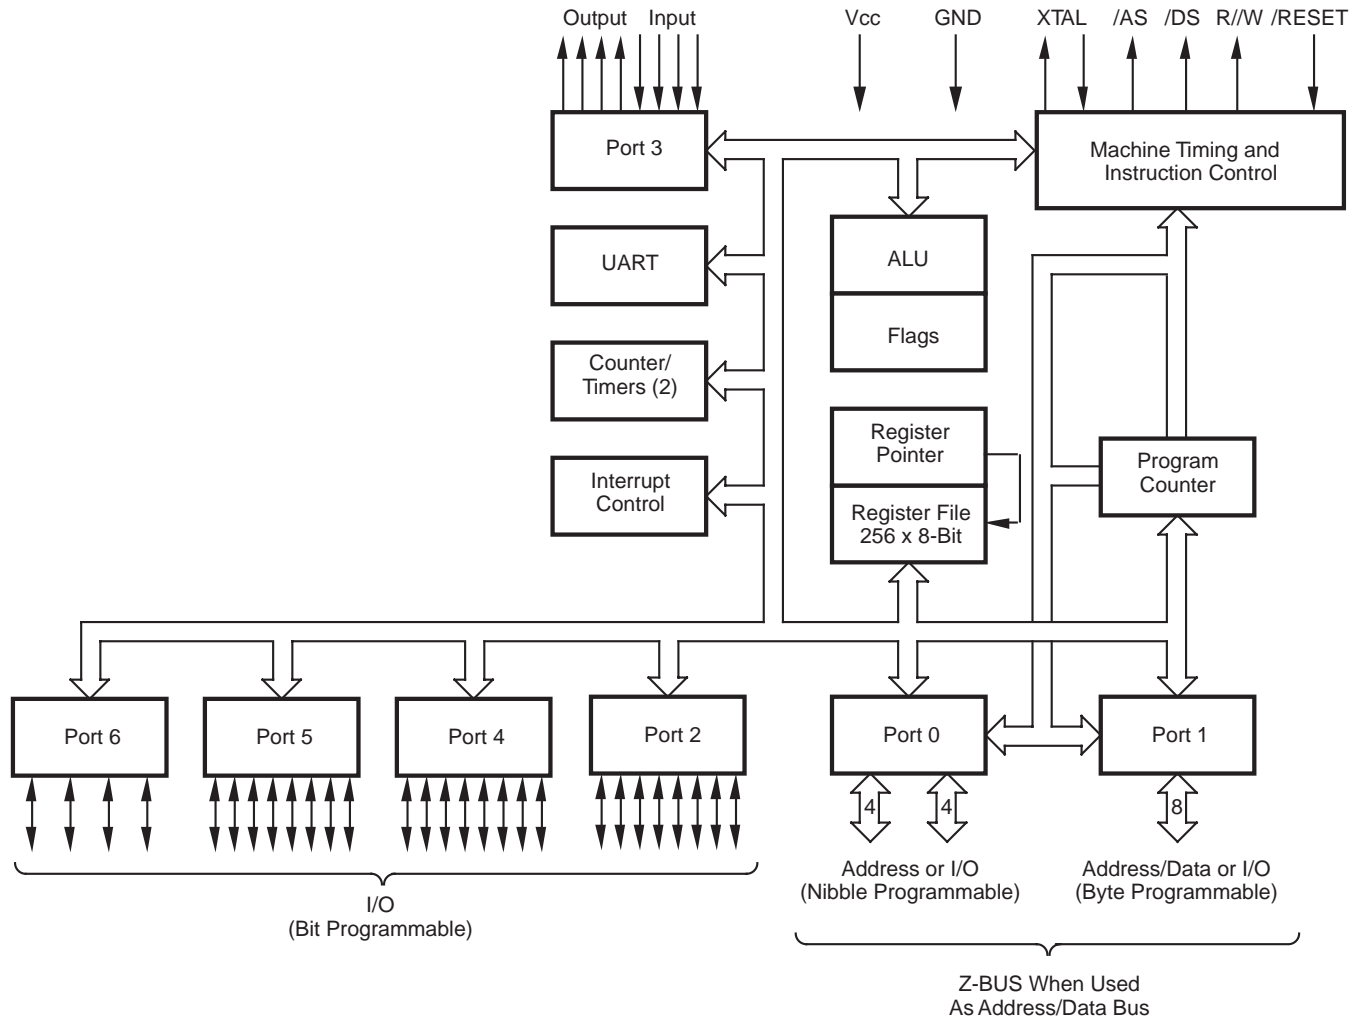 Output Input Vcc GND XTAL /AS /DS R//W /RESET
Port 3
Machine Timing and
Instruction Control
UART
ALU
Flags
Counter/
Timers (2)
Register
Pointer
Program
Counter
Interrupt
Control
Register File
256 x 8-Bit
Port 6
Port 5
Port 4
Port 2
Port 0
Port 1
4 4 8
Address or I/O
(Nibble Programmable)
Address/Data or I/O
(Byte Programmable)
I/O
(Bit Programmable)
Z-BUS When Used
As Address/Data Bus